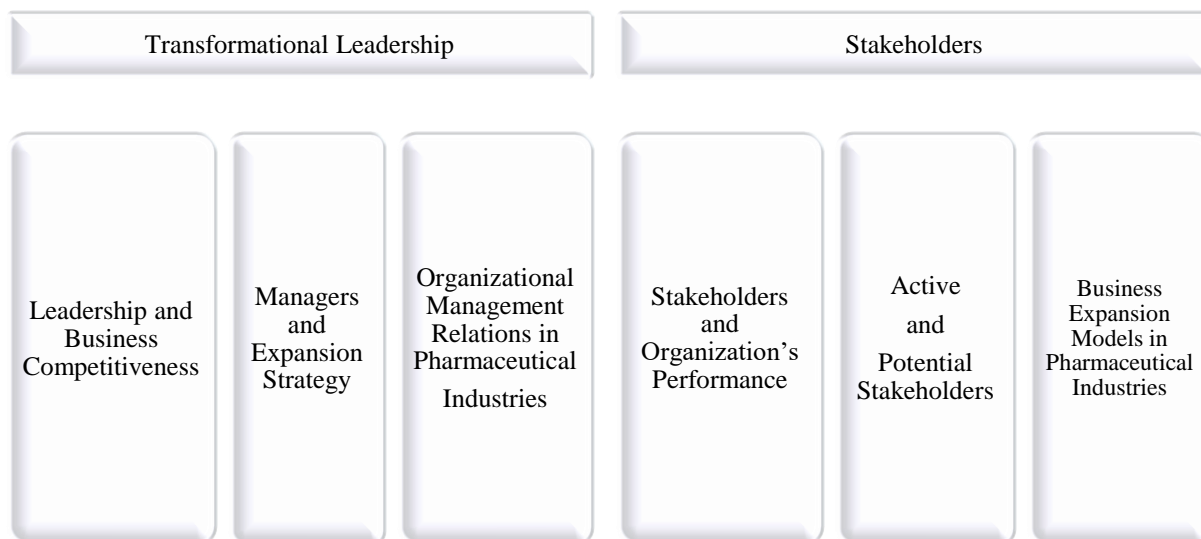 Transformational Leadership
Stakeholders
Leadership and
Business
Competitiveness
Managers
and
Expansion
Strategy
Organizational
Management
Relations in
Pharmaceutical
Industries
Stakeholders
and
Organization’s
Performance
Active
and
Potential
Stakeholders
Business
Expansion
Models in
Pharmaceutical
Industries